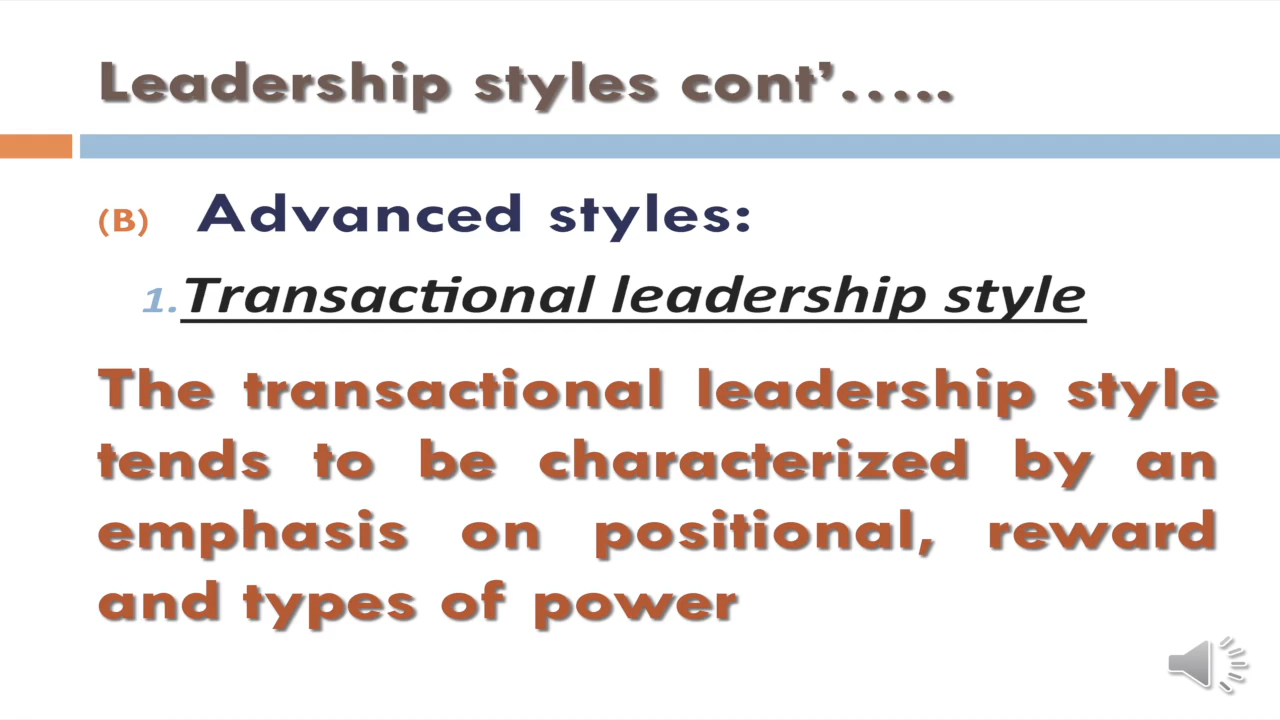 Leadership styles cont’…..
(B) Advanced styles:
1. Transactional leadership style
The transactional leadership style
tends to be characterized by an
emphasis on positional, reward
and types of power